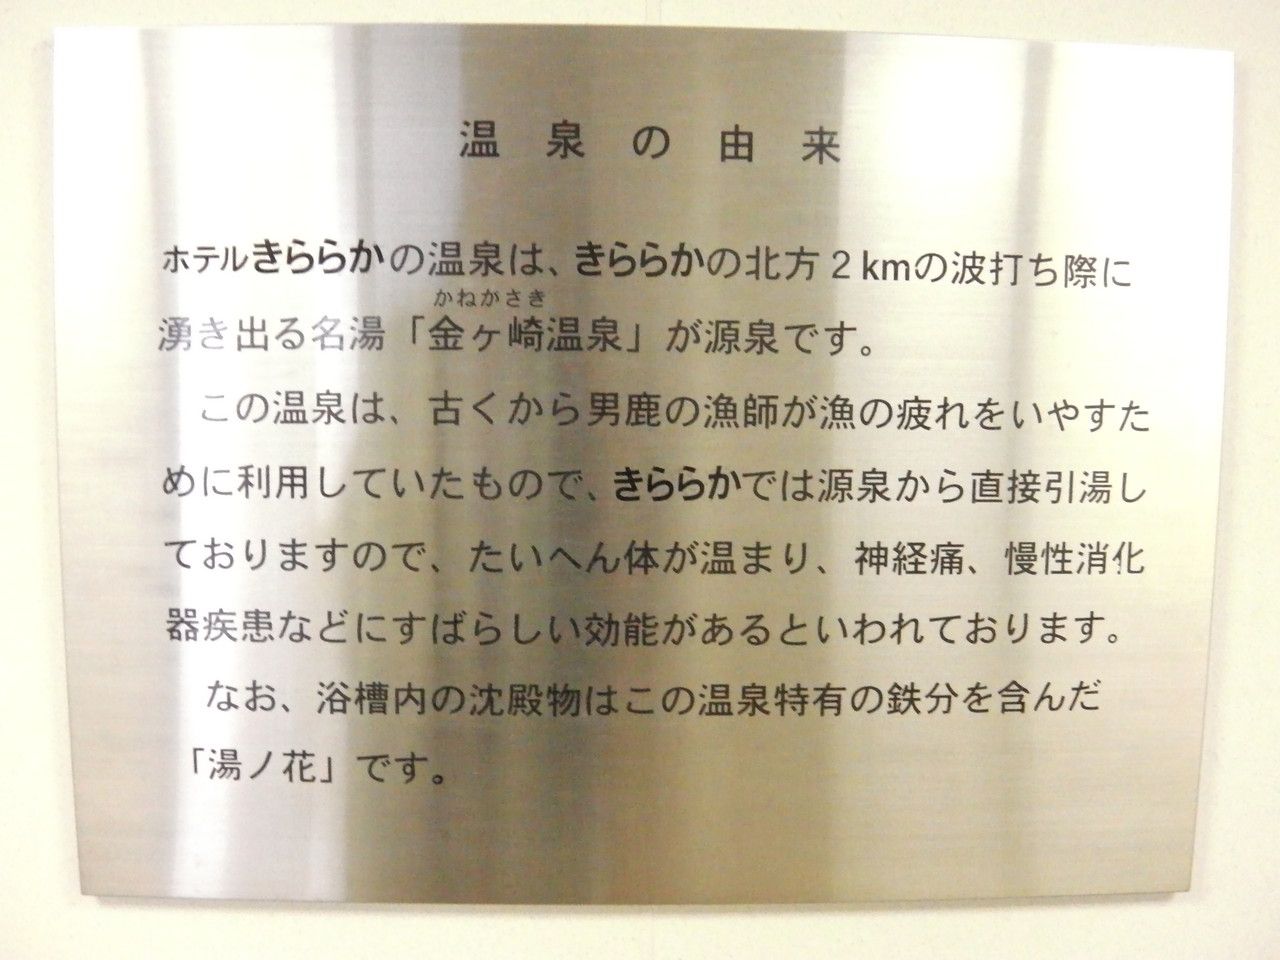 温泉の由来
ホテルきららかの温泉は、きららかの北方2kmの波打ち際に
かねがさき
湧き出る名湯「金ヶ崎温泉」が源泉です。
この温泉は、古くから男鹿の漁師が漁の疲れをいやすた
めに利用していたもので、きららかでは源泉から直接引湯し
ておりますので、たいへん体が温まり、神経痛、慢性消化
器疾患などにすばらしい効能があるといわれております。
なお、浴槽内の沈殿物はこの温泉特有の鉄分を含んだ
「湯ノ花」です。